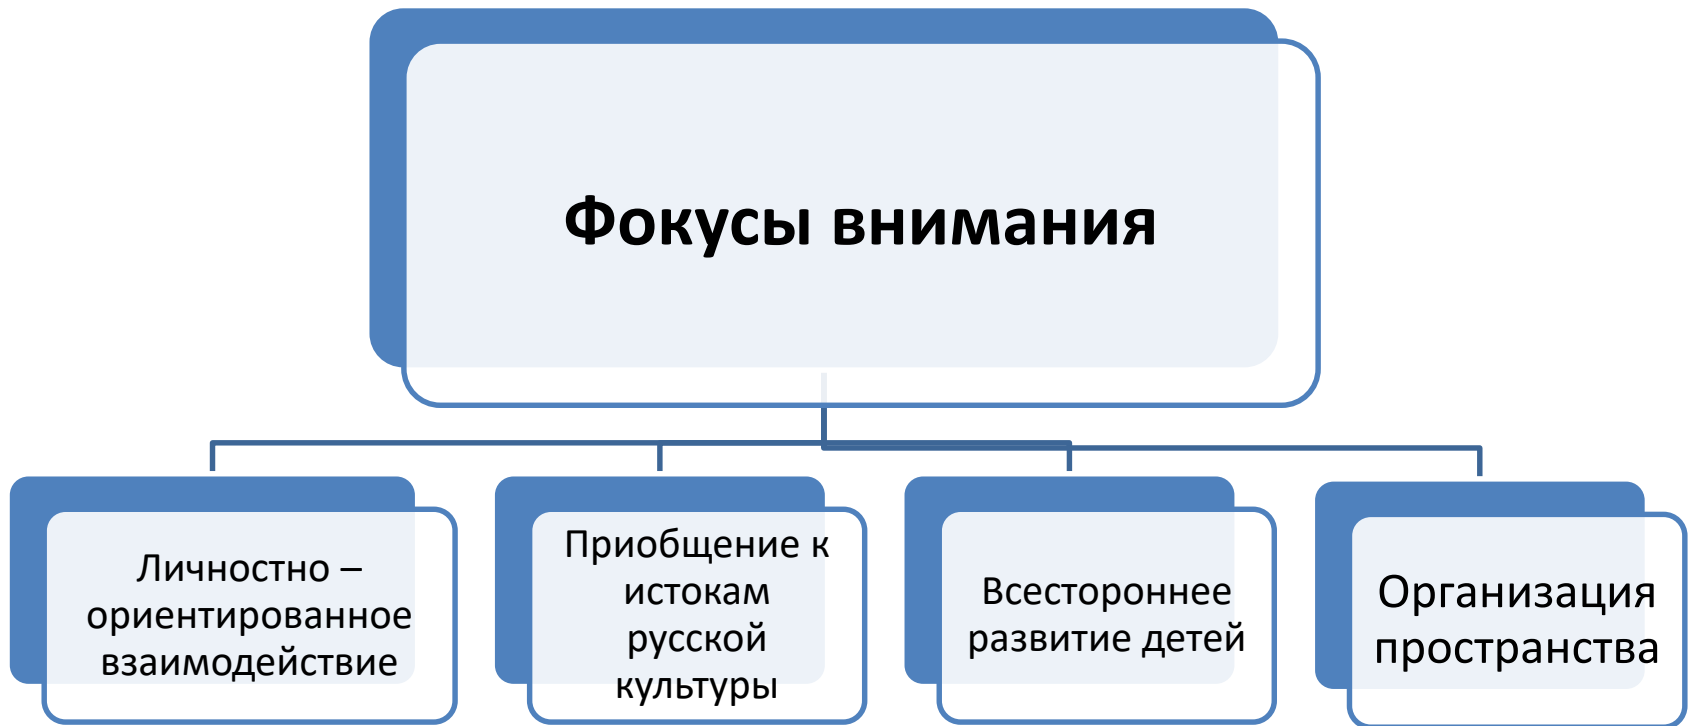 Фокусы внимания
Личностно –
ориентированное
взаимодействие
Приобщение к
истокам
русской
культуры
Всестороннее
развитие детей
Организация
пространства